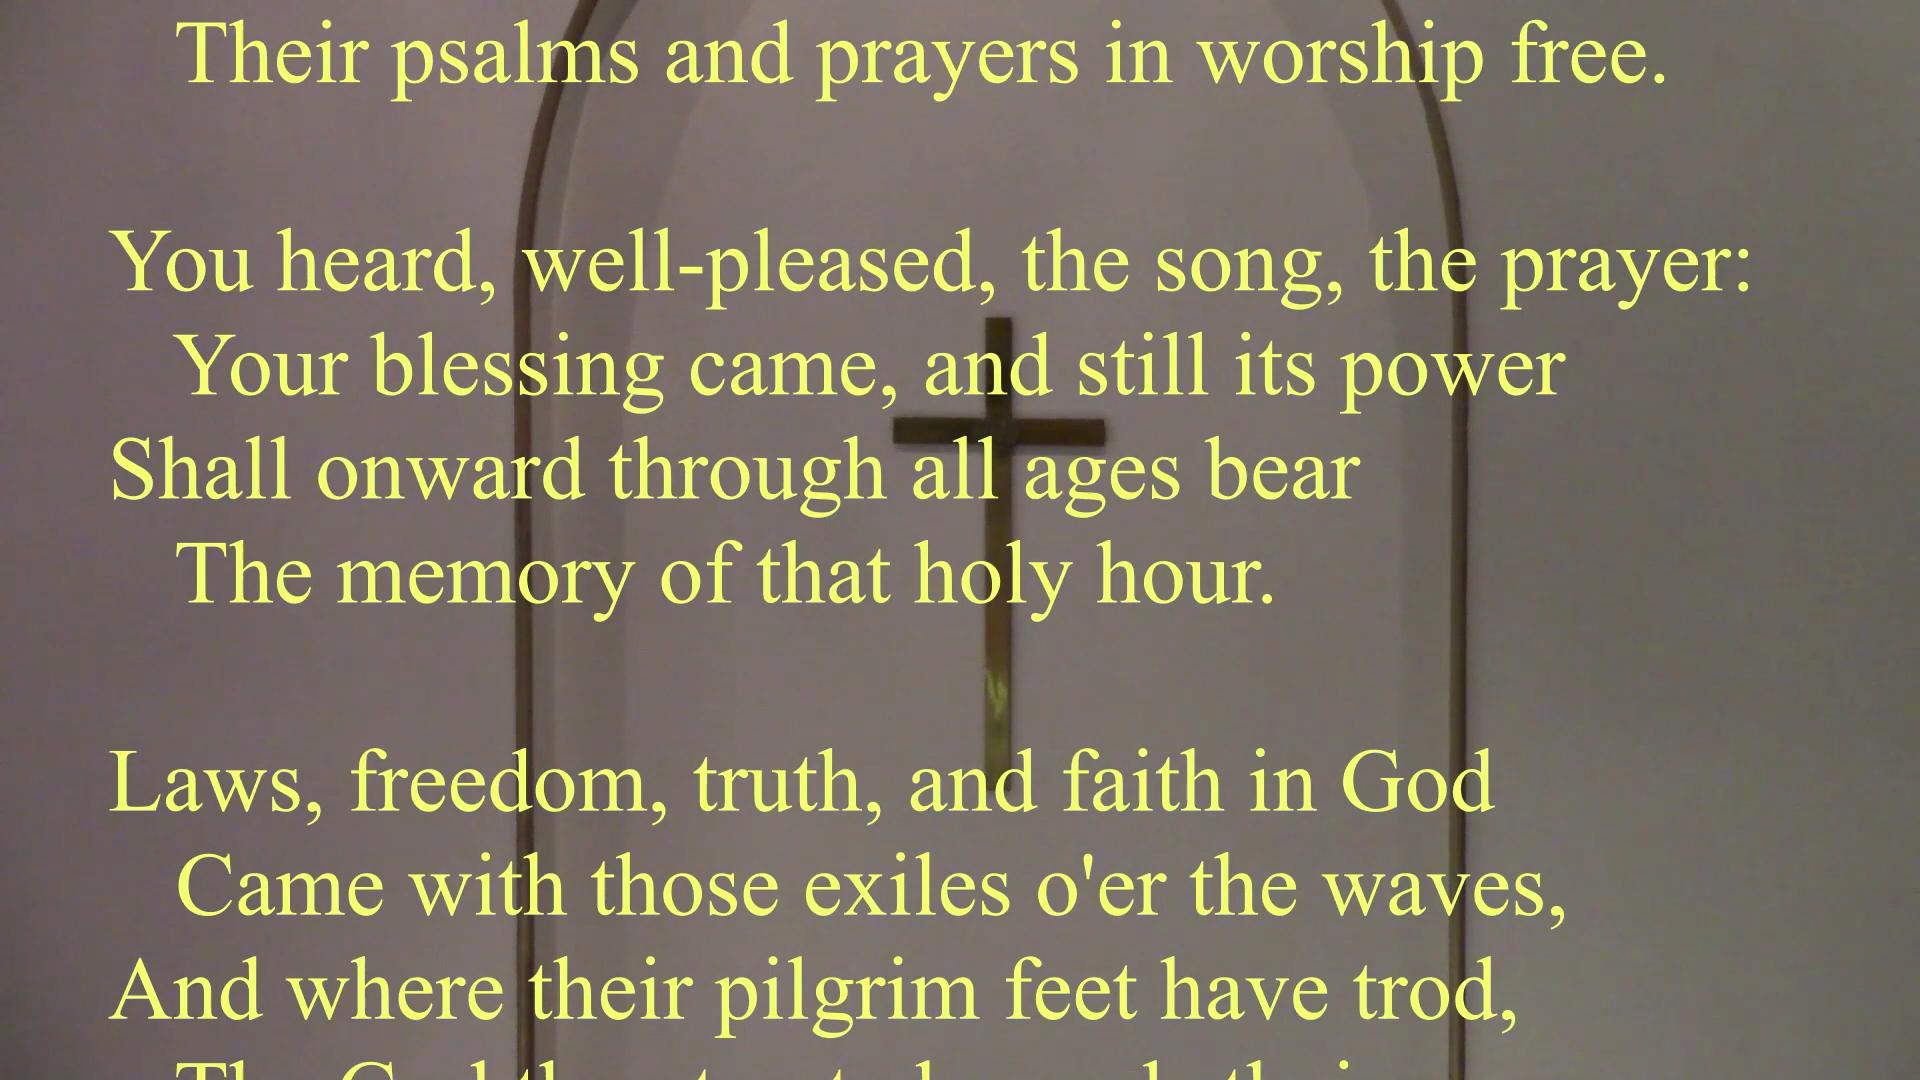 Their psalms and prayers in worship free.
You heard, well-pleased, the song, the prayer:
Your blessing came, and still its power
Shall onward through all ages bear
The memory of that holy hour.
Laws, freedom, truth, and faith in God
Came with those exiles o'er the waves,
And where their pilgrim feet have trod,